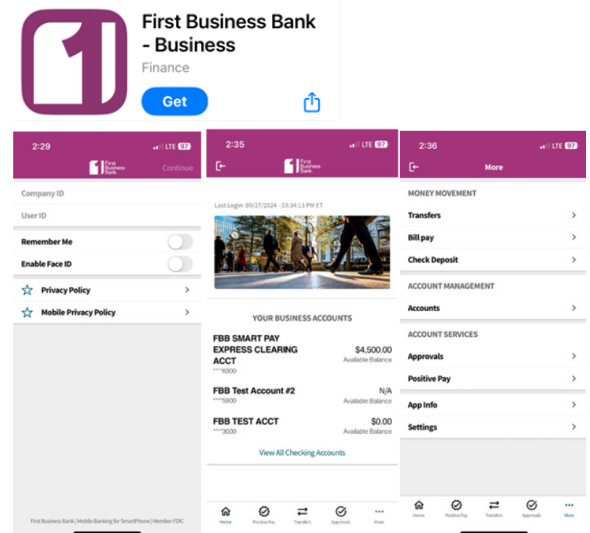 First Business Bank
- Business
Finance
Get
2:29
LTE 97
First
Business
Bank.
Continue
Company ID
User ID
Remember Me
Enable Face ID
Privacy Policy
Mobile Privacy Policy
First Business Bank | Mobile Banking for SmartPhone | Member FDIC
2:35
LTE 97
First
Business
Bank.
Last Login: 09/27/2024 - 03:34:13 PM ET
YOUR BUSINESS ACCOUNTS
FBB SMART PAY
EXPRESS CLEARING
ACCT
$4,500.00
Available Balance
****6300
FBB Test Account #2
N/A
****5900
Available Balance
FBB TEST ACCT
$0.00
****3000
Available Balance
View All Checking Accounts
Home
Positive Pay
Transfers
Approvals
More
2:36
LTE 97
More
MONEY MOVEMENT
Transfers
Bill pay
Check Deposit
ACCOUNT MANAGEMENT
Accounts
ACCOUNT SERVICES
Approvals
Positive Pay
App Info
Settings
Home
Positive Pay
Transfers
Approvals
More